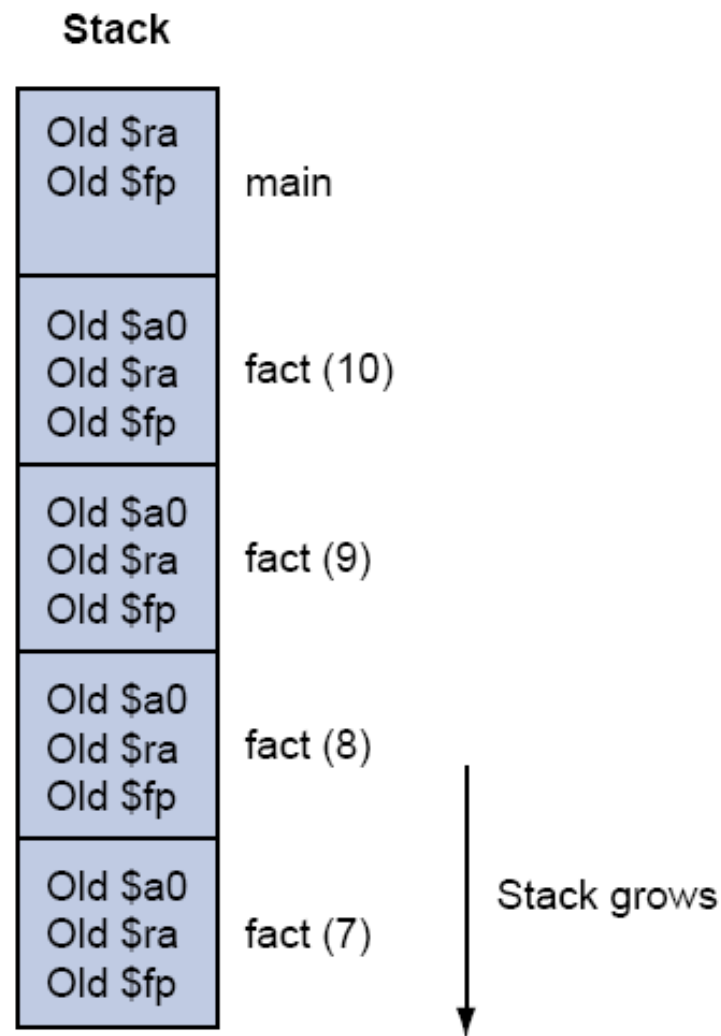 Stack
Old $ra
Old $fp
main
Old $a0
Old $ra
Old $fp
fact (10)
Old $a0
Old $ra
Old $fp
fact (9)
Old $a0
Old $ra
Old $fp
fact (8)
Old $a0
Old $ra
Old $fp
fact (7)
Stack grows